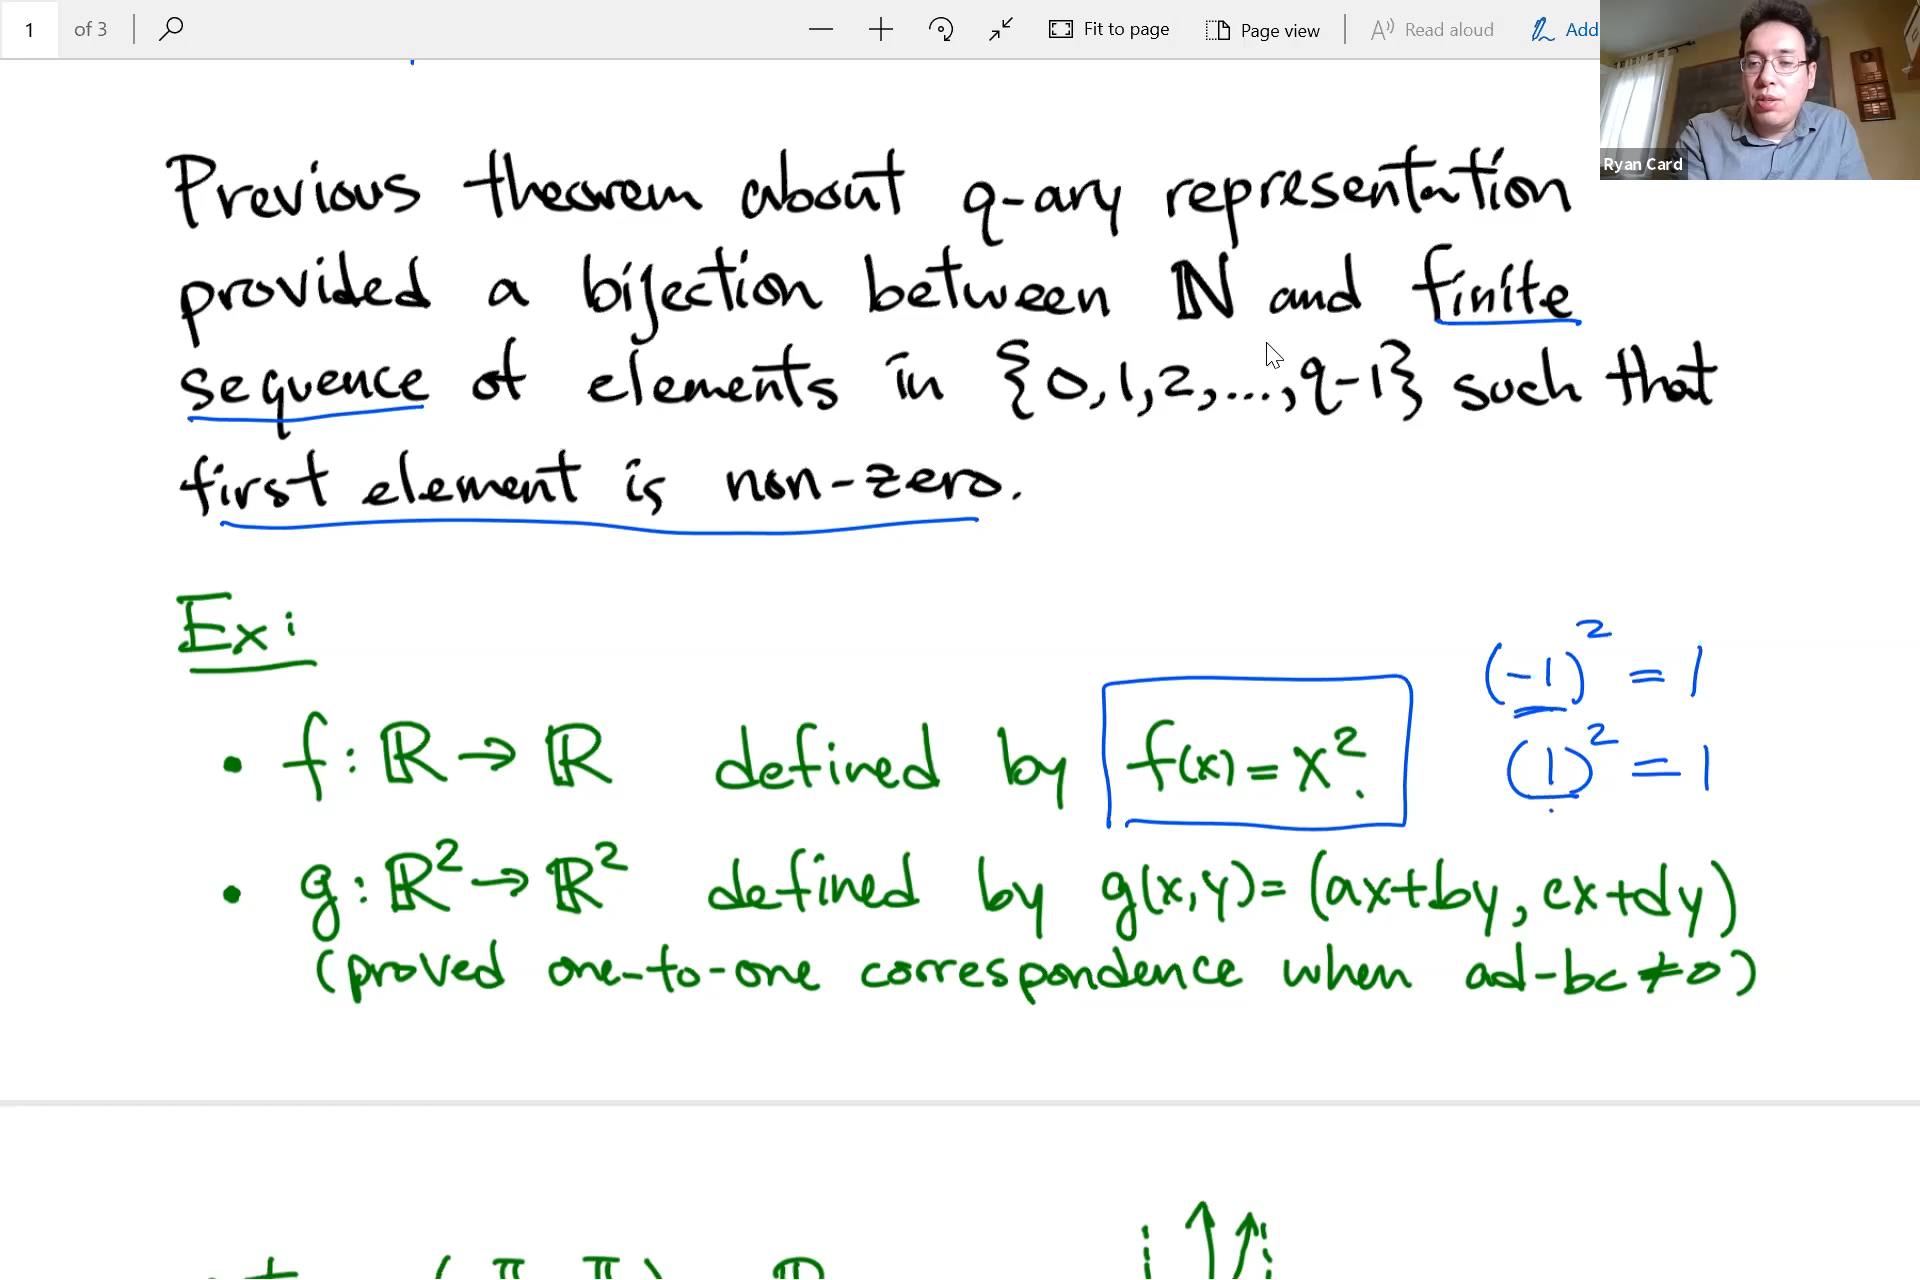 1 of 3 Fit to page Page view Read aloud Add
Ryan Card
Previous theorem about q-ary representation
provided a bijection between ℕ and finite
sequence of elements in {0,1,2,...,q-1} such that
first element is non-zero.
Ex:
(-1)² = 1
• f: ℝ → ℝ defined by f(x) = x².
(1)² = 1
• g: ℝ² → ℝ² defined by g(x,y) = (ax+by, cx+dy)
(proved one-to-one correspondence when ad-bc≠0)